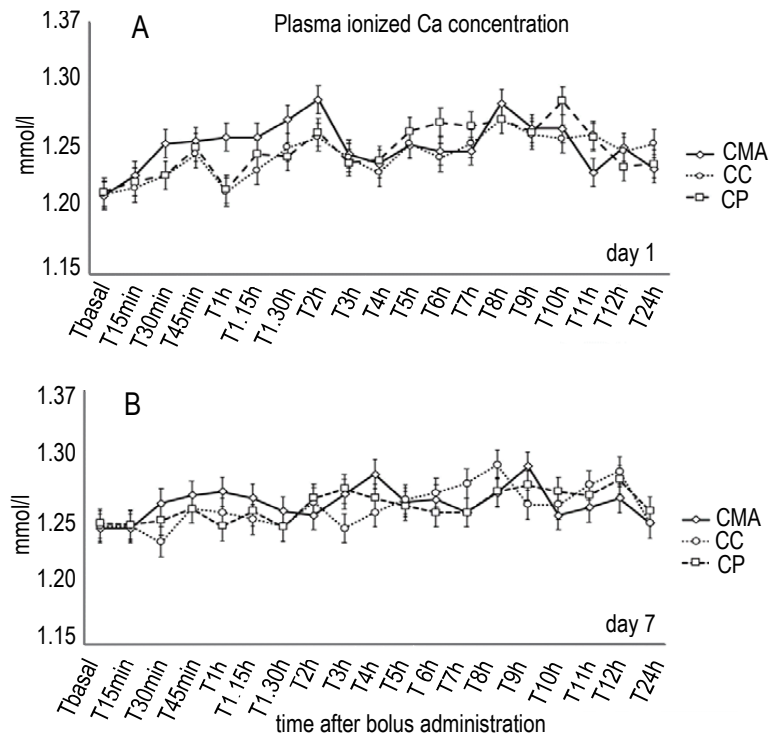 A
Plasma ionized Ca concentration
1.37
1.30
1.25
1.20
1.15
mmol/l
CMA
CC
CP
day 1
Tbasal
T15min
T30min
T45min
T1h
T1.15h
T1.30h
T2h
T3h
T4h
T5h
T6h
T7h
T8h
T9h
T10h
T11h
T12h
T24h
B
1.37
1.30
1.25
1.20
1.15
mmol/l
CMA
CC
CP
day 7
Tbasal
T15min
T30min
T45min
T1h
T1.15h
T1.30h
T2h
T3h
T4h
T5h
T 6h
T7h
T8h
T9h
T10h
T11h
T12h
T24h
time after bolus administration